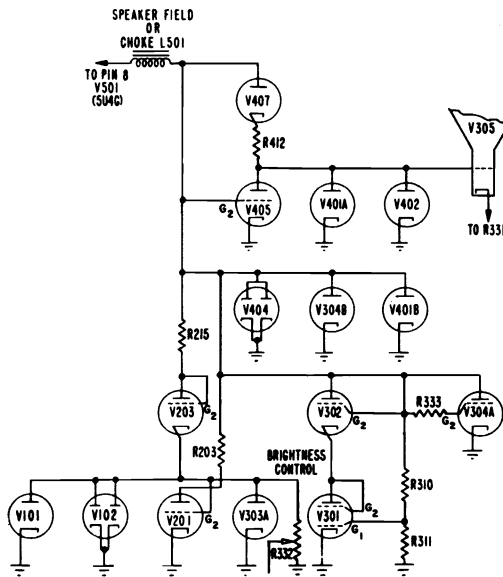 SPEAKER FIELD
OR
CHOKE L501
TO PIN 8
V501
(5U4G)
V407
R412
V305
V405
G2
V401A
V402
TO R331
R215
V404
V304B
V401B
V203
G2
R203
V302
G2
R333
G2
V304A
BRIGHTNESS
CONTROL
R310
V101
V102
V201
G2
V303A
R332
V301
G2
G1
R311